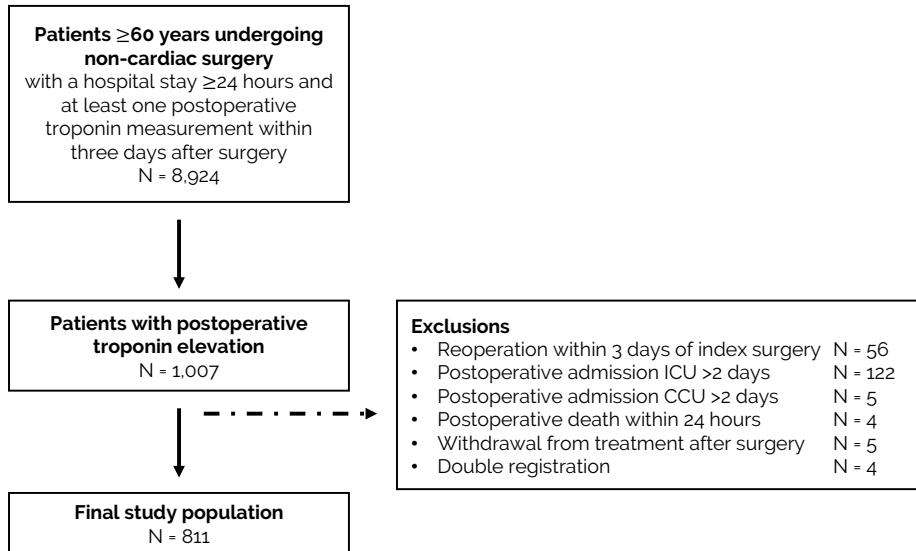 Patients ≥60 years undergoing
non-cardiac surgery
with a hospital stay ≥24 hours and
at least one postoperative
troponin measurement within
three days after surgery
N = 8,924
Patients with postoperative
troponin elevation
N = 1,007
Exclusions
• Reoperation within 3 days of index surgery N = 56
• Postoperative admission ICU >2 days N = 122
• Postoperative admission CCU >2 days N = 5
• Postoperative death within 24 hours N = 4
• Withdrawal from treatment after surgery N = 5
• Double registration N = 4
Final study population
N = 811